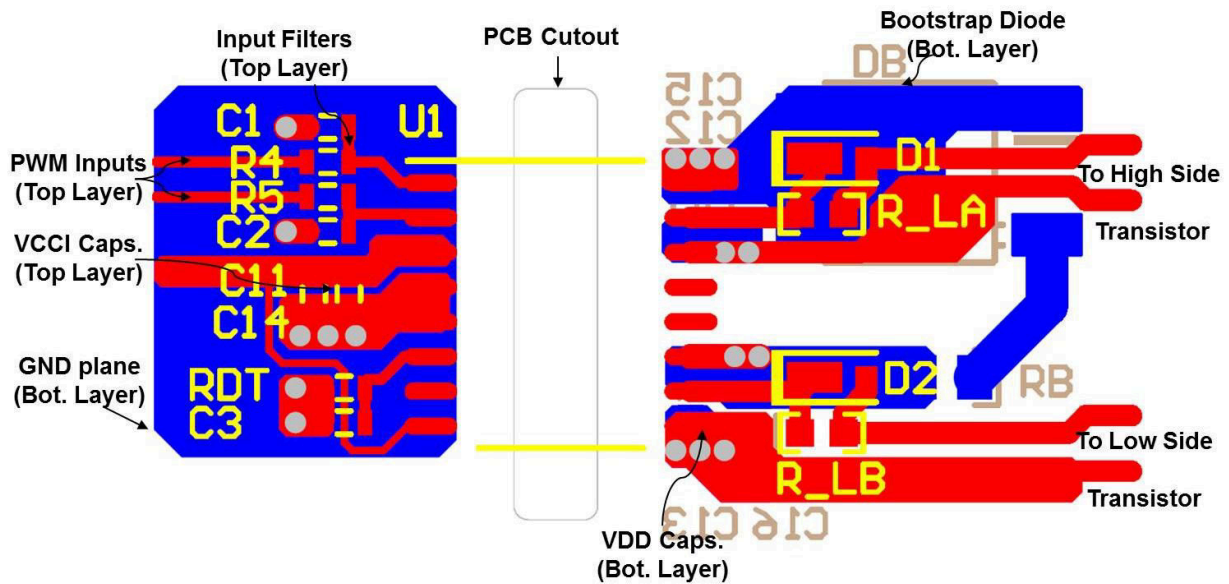 Input Filters
(Top Layer)
PCB Cutout
Bootstrap Diode
(Bot. Layer)
DB
C15
C12
C1
U1
PWM Inputs
(Top Layer)
R4
R5
C2
D1
To High Side
R_LA
Transistor
VCCI Caps.
(Top Layer)
C11
C14
GND plane
(Bot. Layer)
RDT
C3
D2
RB
To Low Side
R_LB
Transistor
C13
C16
VDD Caps.
(Bot. Layer)